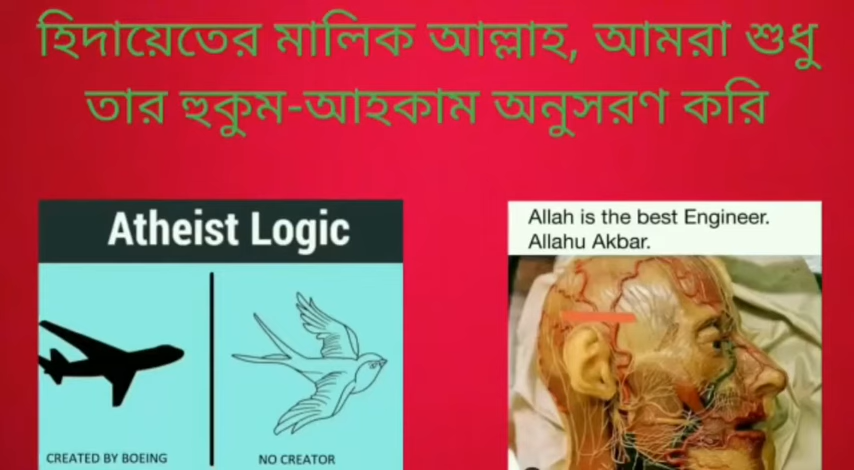 হিদায়েতের মালিক আল্লাহ, আমরা শুধু
তার হুকুম-আহকাম অনুসরণ করি
Atheist Logic
CREATED BY BOEING
NO CREATOR
Allah is the best Engineer.
Allahu Akbar.